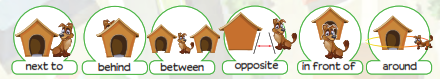 next to
behind
between
opposite
in front of
around